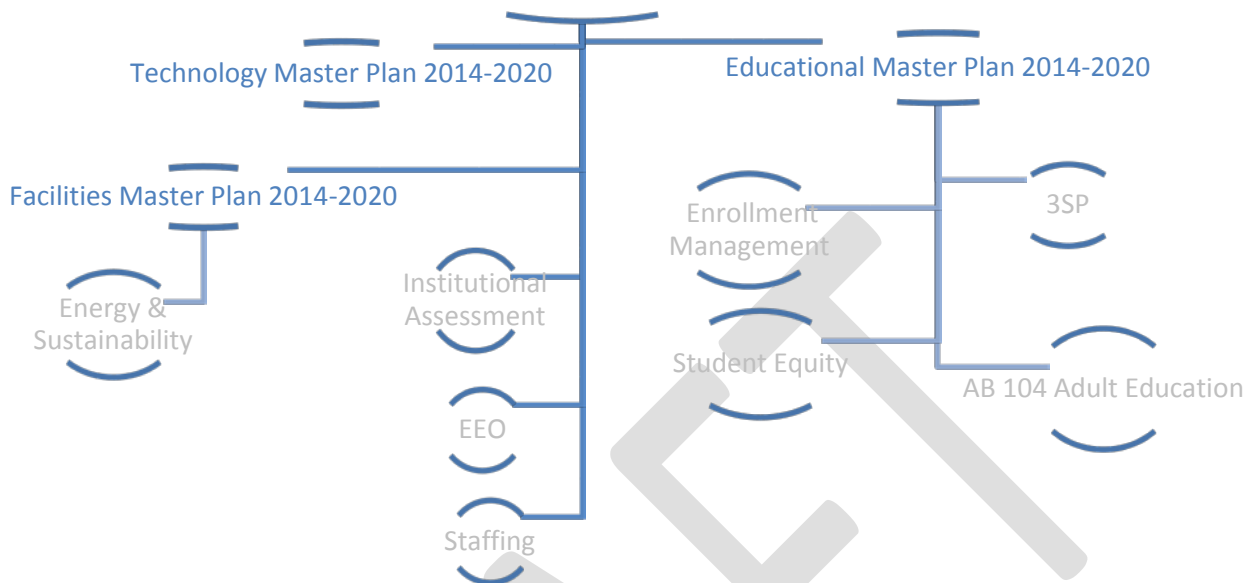 Technology Master Plan 2014-2020
Educational Master Plan 2014-2020
Facilities Master Plan 2014-2020
Enrollment
Management
3SP
Energy &
Sustainability
Institutional
Assessment
Student Equity
AB 104 Adult Education
EEO
Staffing